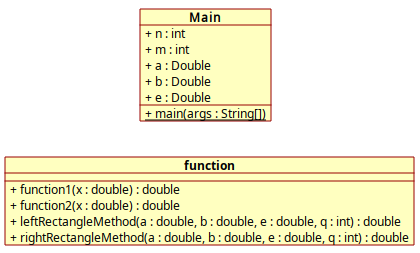 Main
+ n : int
+ m : int
+ a : Double
+ b : Double
+ e : Double
+ main(args : String[])
function
+ function1(x : double) : double
+ function2(x : double) : double
+ leftRectangleMethod(a : double, b : double, e : double, q : int) : double
+ rightRectangleMethod(a : double, b : double, e : double, q : int) : double